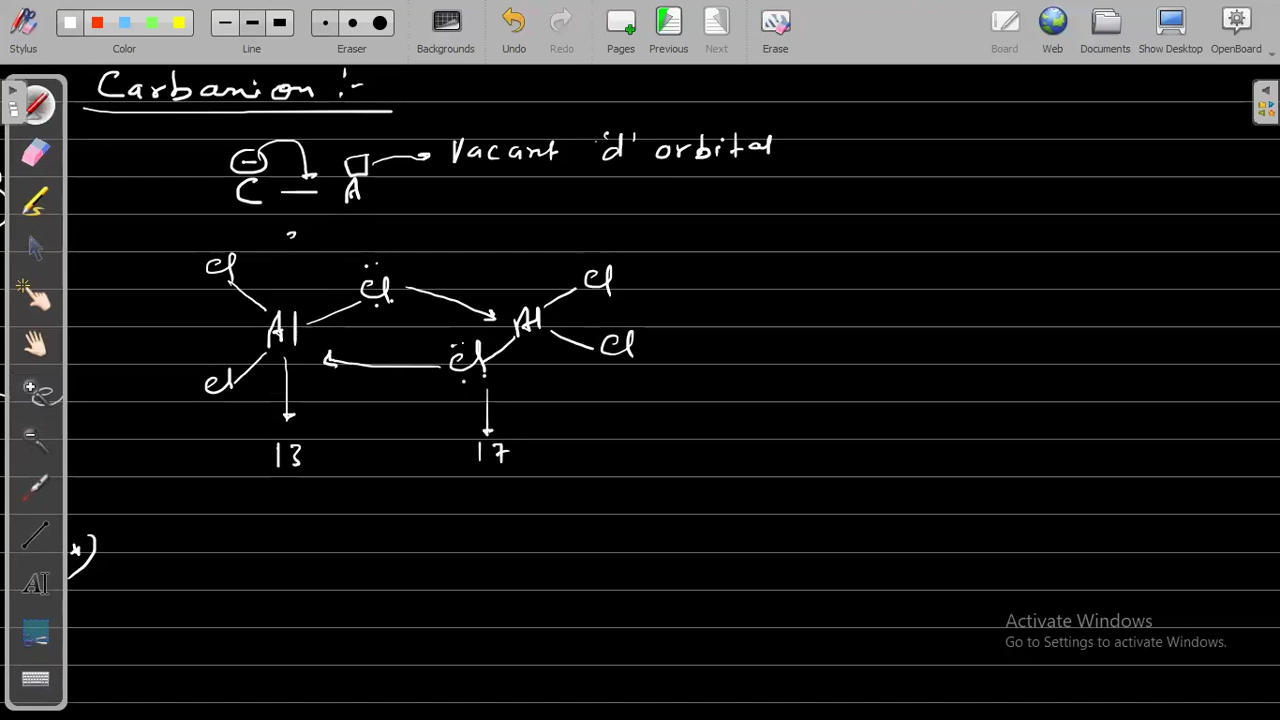 Stylus
Color
Line
Eraser
Backgrounds
Undo
Redo
Pages
Previous
Next
Erase
Board
Web
Documents
Show Desktop
OpenBoard
Carbanion :-
⊖
C — A → Vacant 'd' orbital
Cl
Cl
Cl
Al
Al
Cl
Cl
Cl
13
17
*)
Activate Windows
Go to Settings to activate Windows.